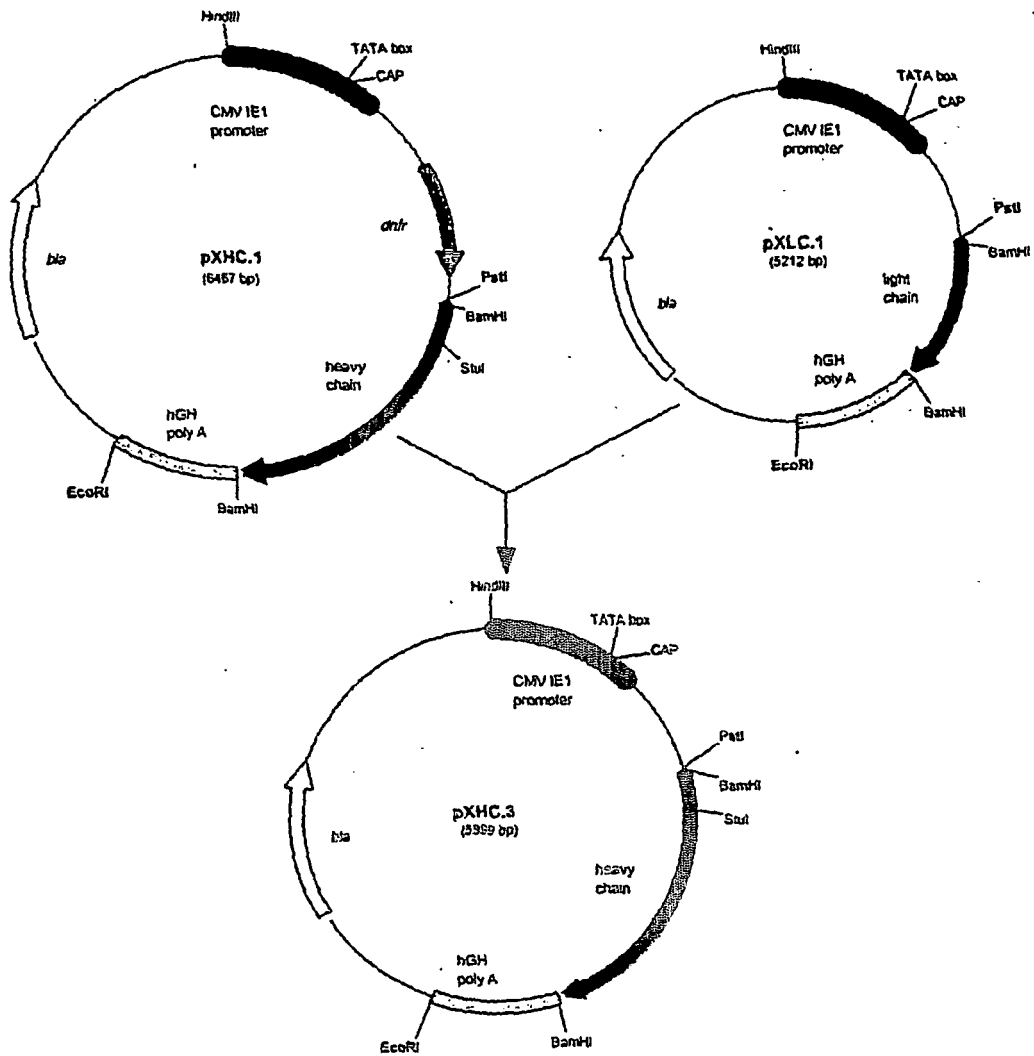 HindIII
TATA box
CAP
CMV IE1
promoter
dhfr
bla
pXHC.1
(6457 bp)
PstI
BamHI
StuI
heavy
chain
hGH
poly A
EcoRI
BamHI
HindIII
TATA box
CAP
CMV IE1
promoter
PstI
BamHI
pXLC.1
(5212 bp)
light
chain
bla
hGH
poly A
BamHI
EcoRI
HindIII
TATA box
CAP
CMV IE1
promoter
PstI
BamHI
StuI
pXHC.3
(5999 bp)
bla
heavy
chain
hGH
poly A
EcoRI
BamHI